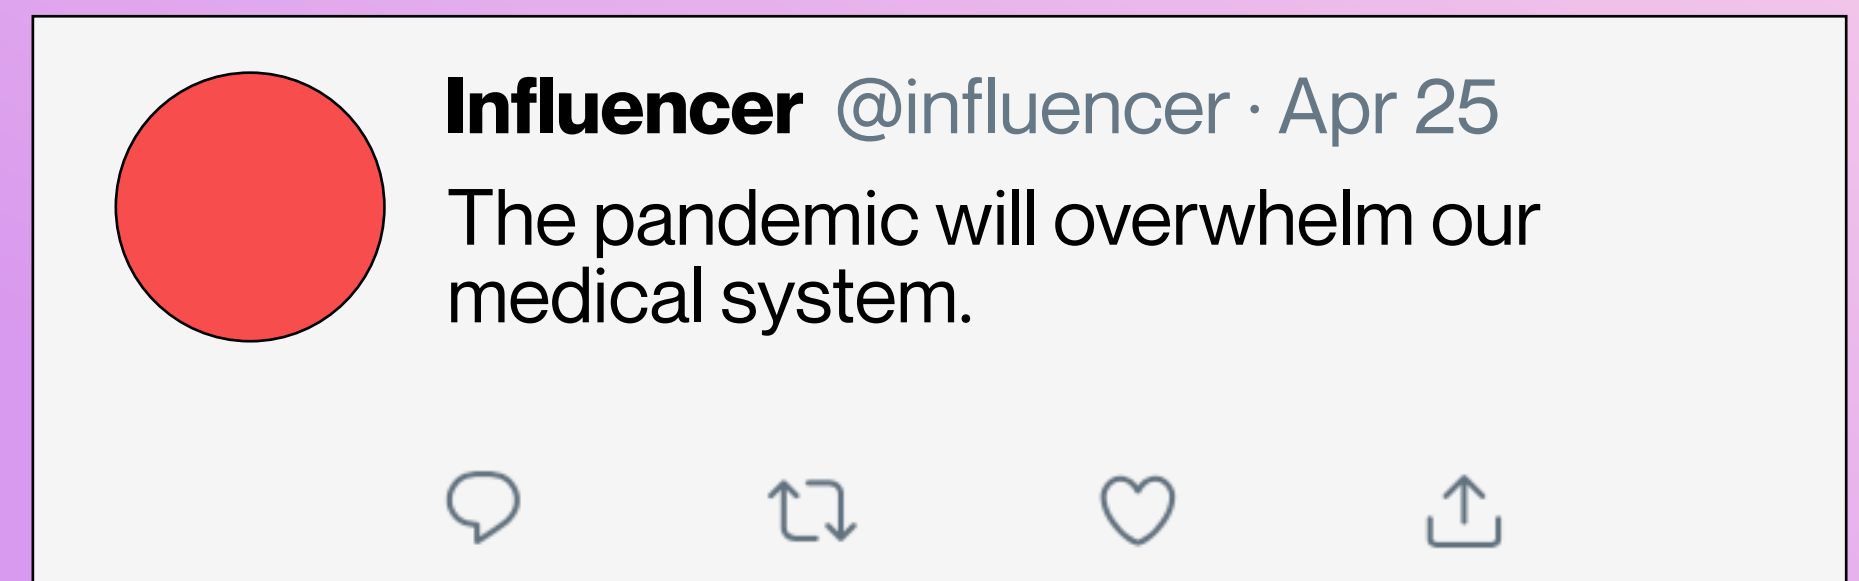 Influencer @influencer · Apr 25
The pandemic will overwhelm our
medical system.